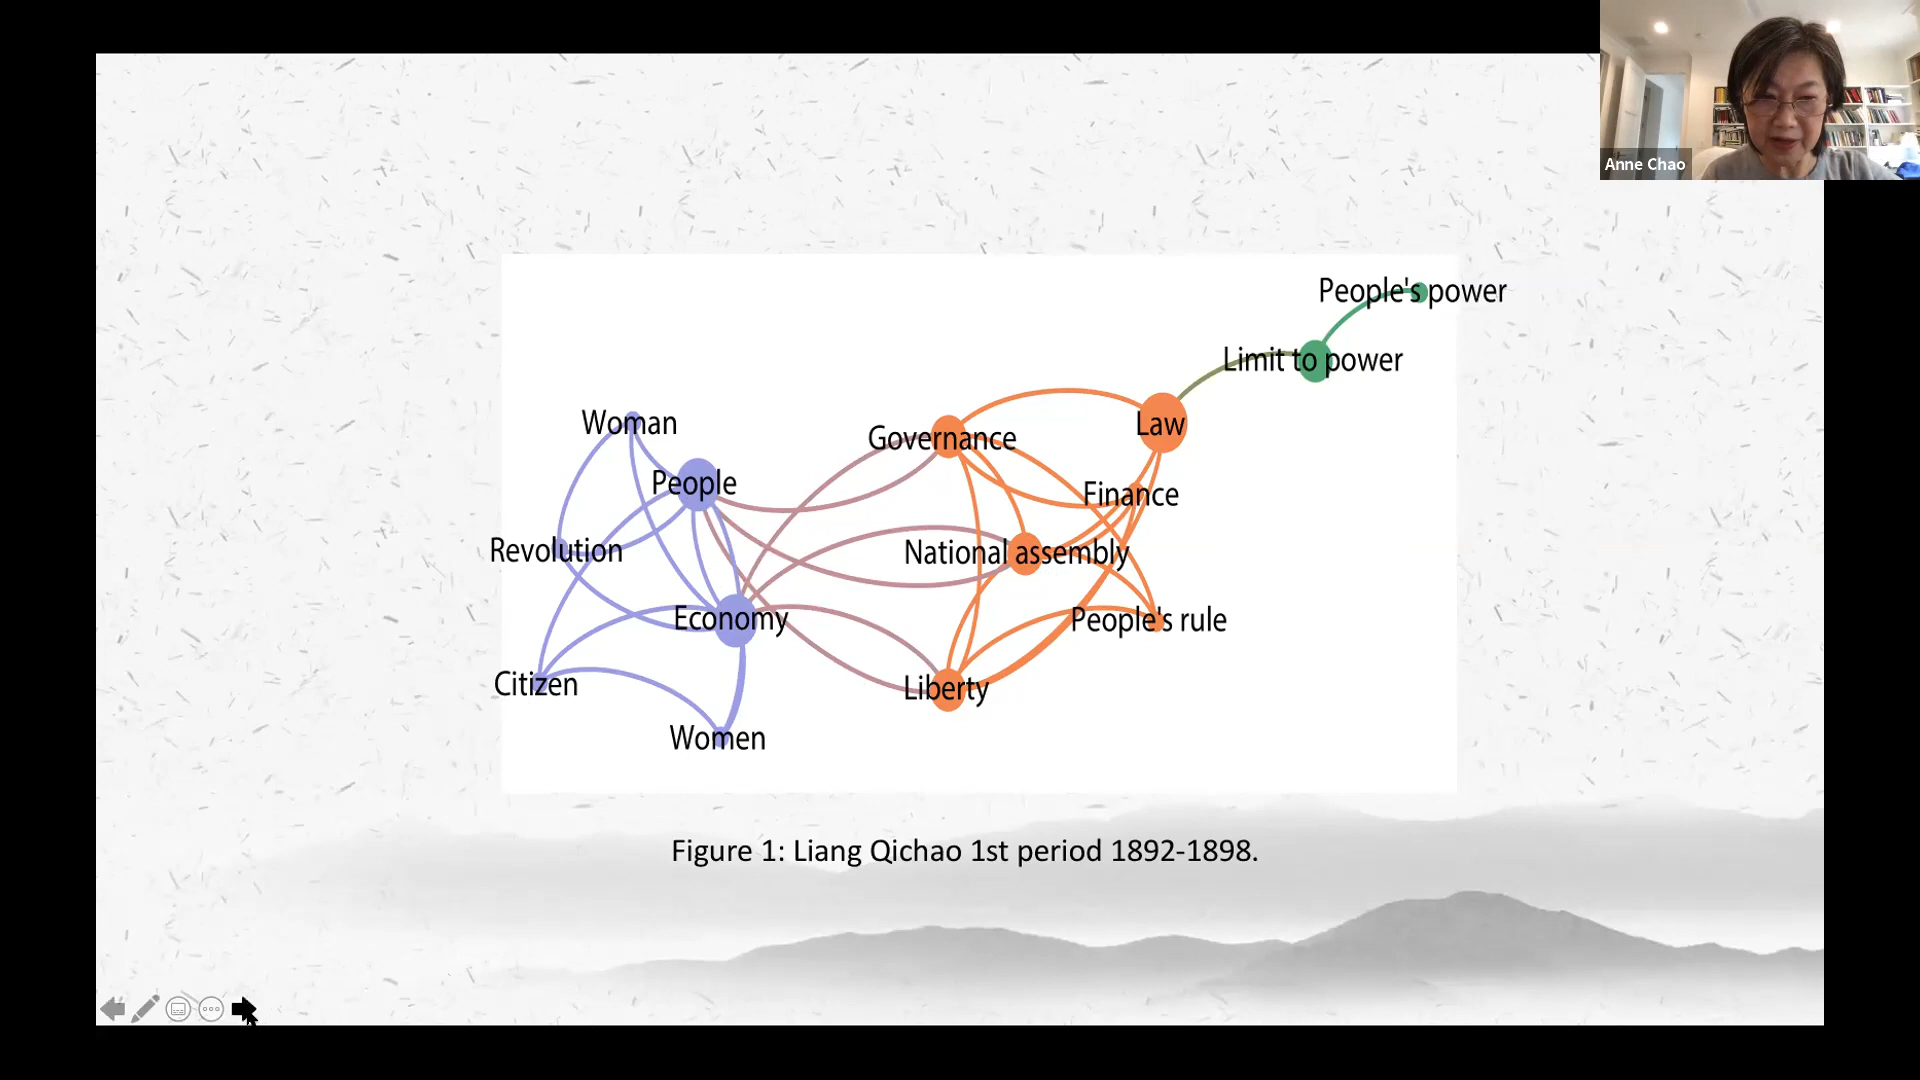 Anne Chao
People's power
Limit to power
Woman
Governance
Law
People
Finance
Revolution
National assembly
Economy
People's rule
Citizen
Liberty
Women
Figure 1: Liang Qichao 1st period 1892-1898.